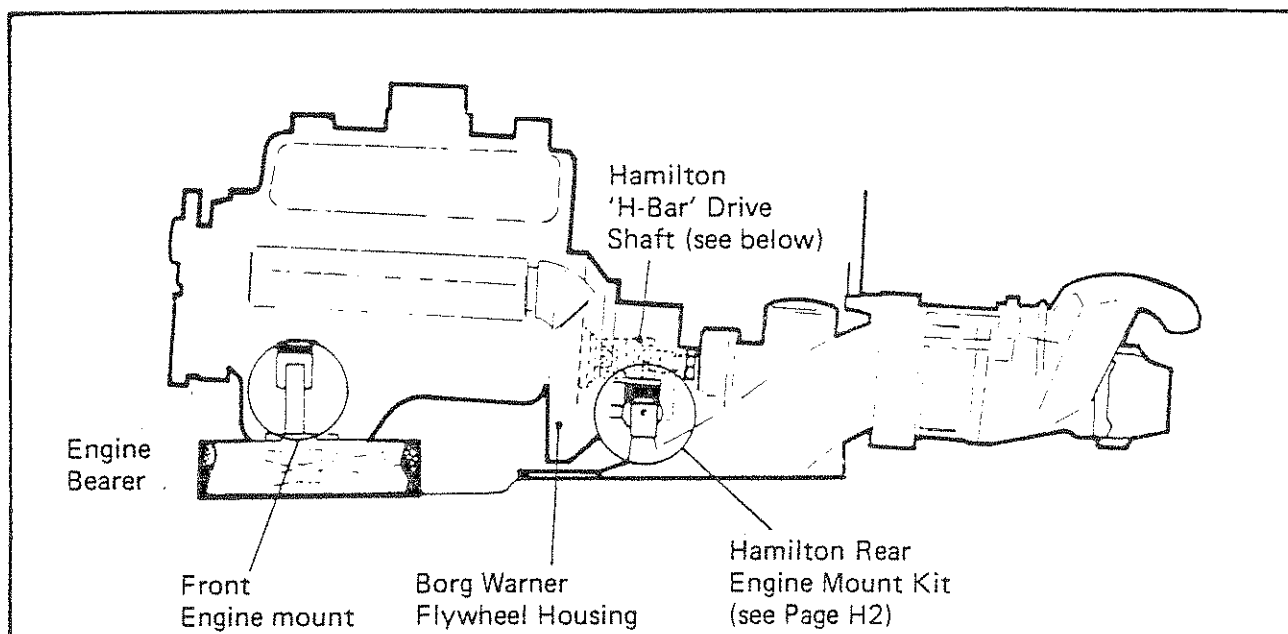 Hamilton
'H-Bar' Drive
Shaft (see below)
Engine
Bearer
Front
Engine mount
Borg Warner
Flywheel Housing
Hamilton Rear
Engine Mount Kit
(see Page H2)